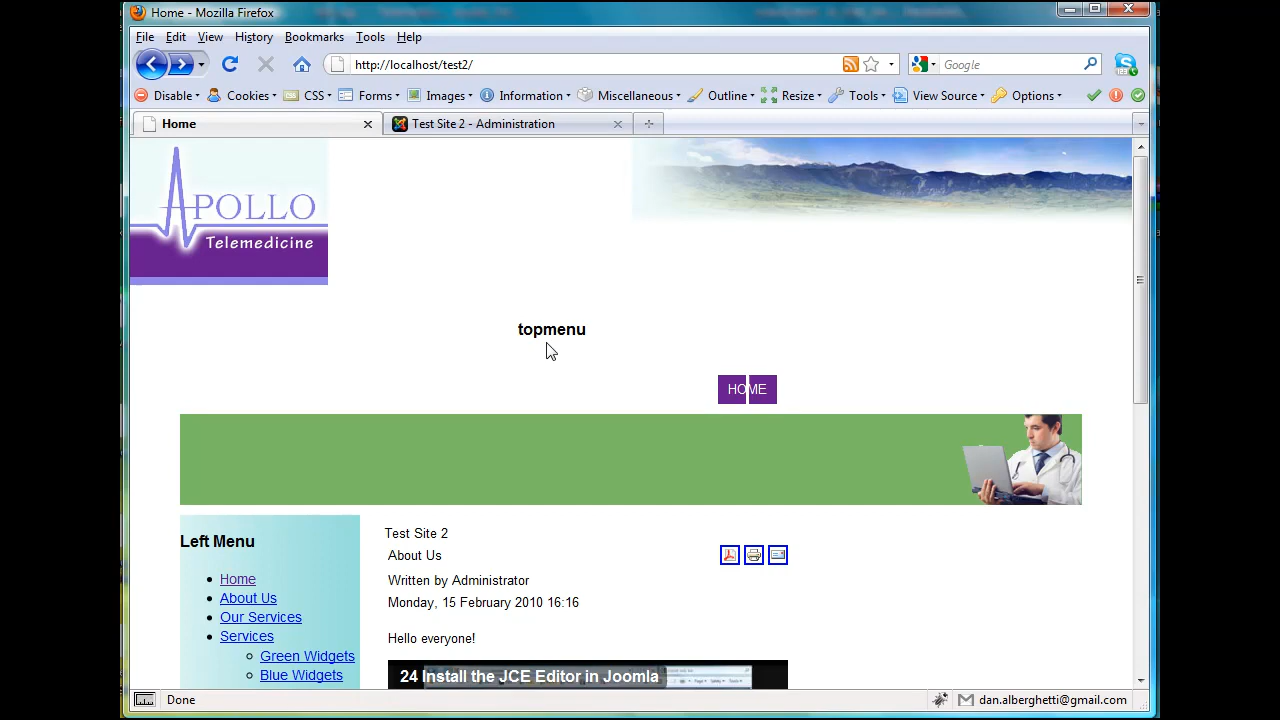 Home - Mozilla Firefox
File Edit View History Bookmarks Tools Help
http://localhost/test2/ Google
Disable Cookies CSS Forms Images Information Miscellaneous Outline Resize Tools View Source Options
Home Test Site 2 - Administration
APOLLO
Telemedicine
topmenu
HOME
Left Menu
Home
About Us
Our Services
Services
Green Widgets
Blue Widgets
Test Site 2
About Us
Written by Administrator
Monday, 15 February 2010 16:16
Hello everyone!
24 Install the JCE Editor in Joomla
Done dan.alberghetti@gmail.com